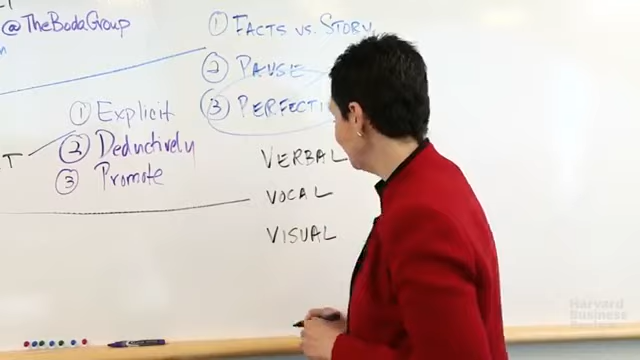 @TheBodaGroup
① FACTS VS. STORY
② PAUSE
③
① Explicit
② Deductively
③ Promote
VERBAL
VOCAL
VISUAL
Harvard
Business
Review